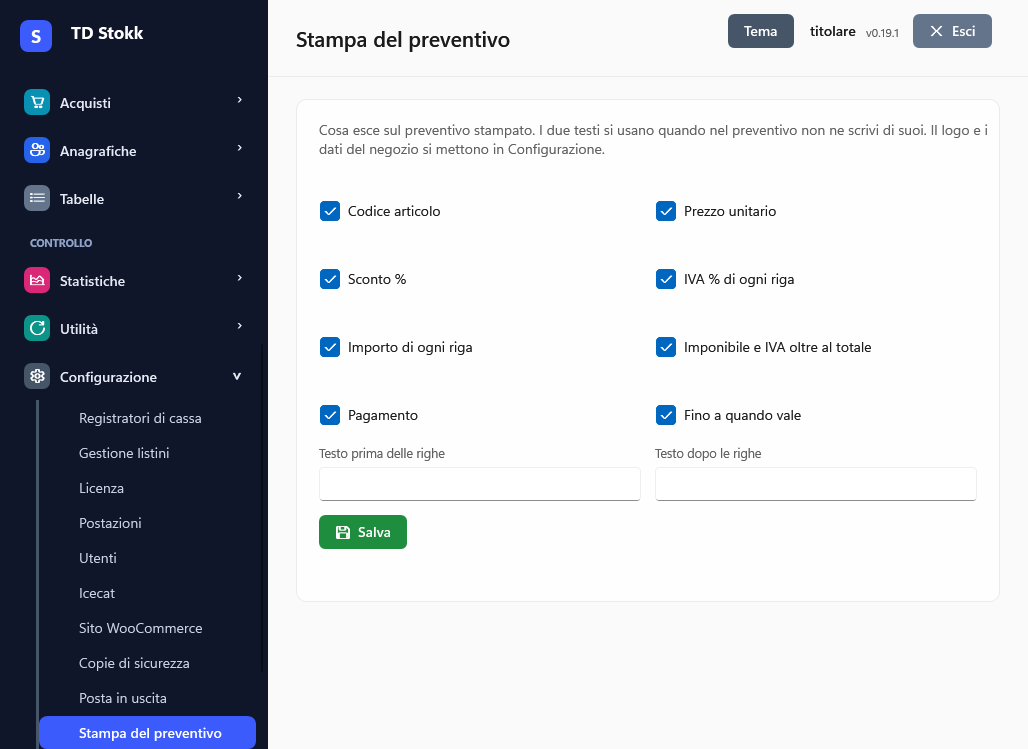 S
TD Stokk
Acquisti
Anagrafiche
Tabelle
CONTROLLO
Statistiche
Utilità
Configurazione
Registratori di cassa
Gestione listini
Licenza
Postazioni
Utenti
Icecat
Sito WooCommerce
Copie di sicurezza
Posta in uscita
Stampa del preventivo
Stampa del preventivo
Tema
titolare
v0.19.1
Esci
Cosa esce sul preventivo stampato. I due testi si usano quando nel preventivo non ne scrivi di suoi. Il logo e i
dati del negozio si mettono in Configurazione.
Codice articolo
Prezzo unitario
Sconto %
IVA % di ogni riga
Importo di ogni riga
Imponibile e IVA oltre al totale
Pagamento
Fino a quando vale
Testo prima delle righe
Testo dopo le righe
Salva